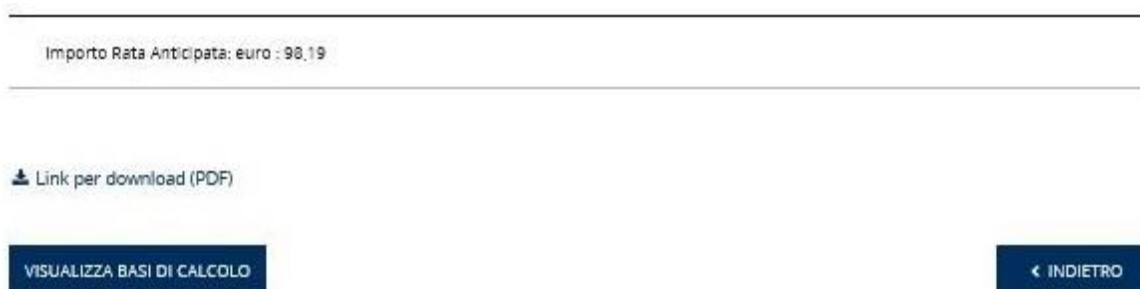 Importo Rata Anticipata: euro : 98,19
Link per download (PDF)
VISUALIZZA BASI DI CALCOLO
< INDIETRO